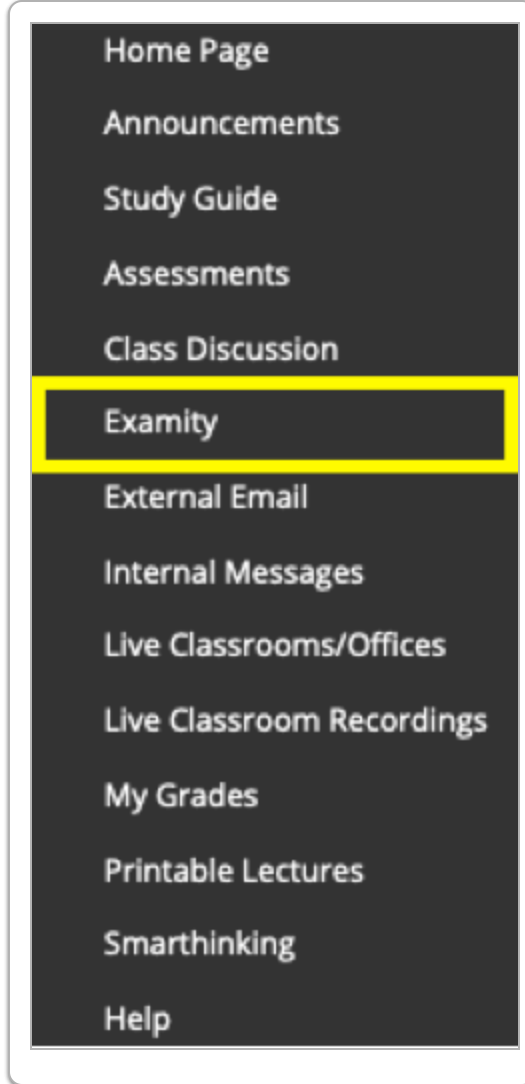 Home Page
Announcements
Study Guide
Assessments
Class Discussion
Examity
External Email
Internal Messages
Live Classrooms/Offices
Live Classroom Recordings
My Grades
Printable Lectures
Smarthinking
Help